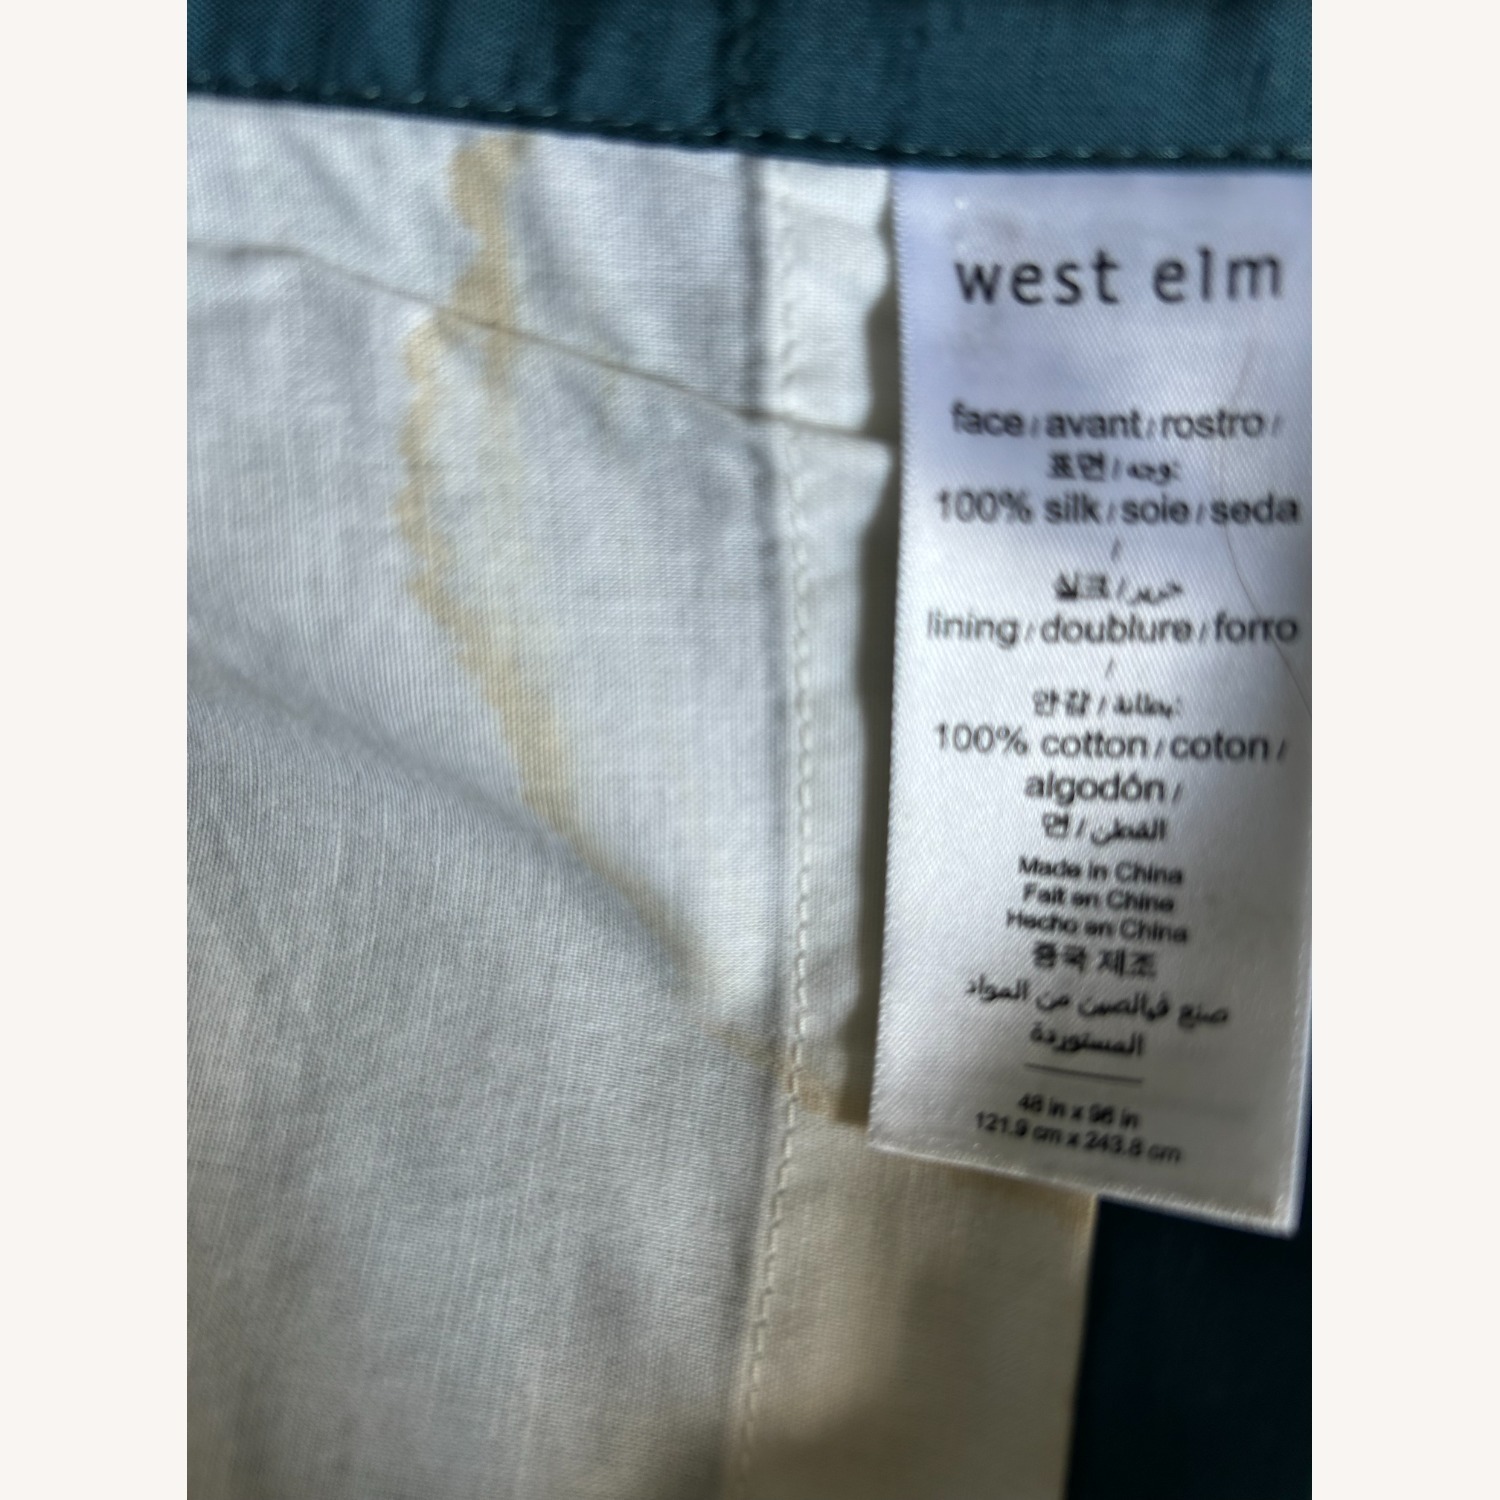 west elm
face / avant / rostro /
표면 / وجه:
100% silk / soie / seda
/
실크 / حرير
lining / doublure / forro
/
안감 / بطانة:
100% cotton / coton /
algodón /
면 / القطن
Made in China
Fait en Chine
Hecho en China
중국 제조
صنع فيالصين من المواد
المستوردة
48 in x 96 in
121.9 cm x 243.8 cm